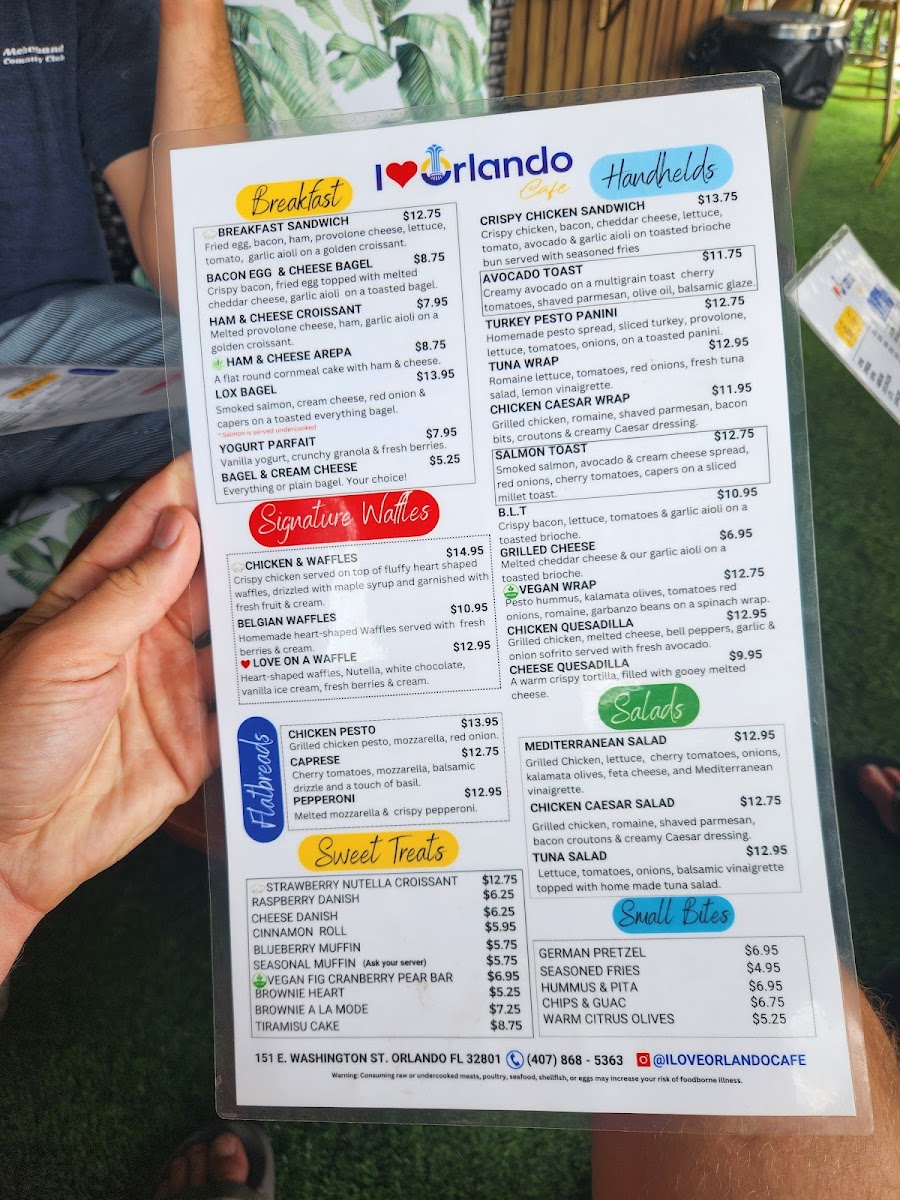 Merchand
Comedy Club
I ❤ Orlando
Cafe
Breakfast
BREAKFAST SANDWICH $12.75
Fried egg, bacon, ham, provolone cheese, lettuce,
tomato, garlic aioli on a golden croissant.
BACON EGG & CHEESE BAGEL $8.75
Crispy bacon, fried egg topped with melted
cheddar cheese, garlic aioli on a toasted bagel.
HAM & CHEESE CROISSANT $7.95
Melted provolone cheese, ham, garlic aioli on a
golden croissant.
HAM & CHEESE AREPA $8.75
A flat round cornmeal cake with ham & cheese.
LOX BAGEL $13.95
Smoked salmon, cream cheese, red onion &
capers on a toasted everything bagel.
*Salmon is served undercooked
YOGURT PARFAIT $7.95
Vanilla yogurt, crunchy granola & fresh berries.
BAGEL & CREAM CHEESE $5.25
Everything or plain bagel. Your choice!
Signature Waffles
CHICKEN & WAFFLES $14.95
Crispy chicken served on top of fluffy heart shaped
waffles, drizzled with maple syrup and garnished with
fresh fruit & cream.
BELGIAN WAFFLES $10.95
Homemade heart-shaped Waffles served with fresh
berries & cream.
❤ LOVE ON A WAFFLE $12.95
Heart-shaped waffles, Nutella, white chocolate,
vanilla ice cream, fresh berries & cream.
Flatbreads
CHICKEN PESTO $13.95
Grilled chicken pesto, mozzarella, red onion.
CAPRESE $12.75
Cherry tomatoes, mozzarella, balsamic
drizzle and a touch of basil.
PEPPERONI $12.95
Melted mozzarella & crispy pepperoni.
Sweet Treats
STRAWBERRY NUTELLA CROISSANT $12.75
RASPBERRY DANISH $6.25
CHEESE DANISH $6.25
CINNAMON ROLL $5.95
BLUEBERRY MUFFIN $5.75
SEASONAL MUFFIN (Ask your server) $5.75
VEGAN FIG CRANBERRY PEAR BAR $6.95
BROWNIE HEART $5.25
BROWNIE A LA MODE $7.25
TIRAMISU CAKE $8.75
Handhelds
CRISPY CHICKEN SANDWICH $13.75
Crispy chicken, bacon, cheddar cheese, lettuce,
tomato, avocado & garlic aioli on toasted brioche
bun served with seasoned fries
AVOCADO TOAST $11.75
Creamy avocado on a multigrain toast cherry
tomatoes, shaved parmesan, olive oil, balsamic glaze.
TURKEY PESTO PANINI $12.75
Homemade pesto spread, sliced turkey, provolone,
lettuce, tomatoes, onions, on a toasted panini.
TUNA WRAP $12.95
Romaine lettuce, tomatoes, red onions, fresh tuna
salad, lemon vinaigrette.
CHICKEN CAESAR WRAP $11.95
Grilled chicken, romaine, shaved parmesan, bacon
bits, croutons & creamy Caesar dressing.
SALMON TOAST $12.75
Smoked salmon, avocado & cream cheese spread,
red onions, cherry tomatoes, capers on a sliced
millet toast.
B.L.T $10.95
Crispy bacon, lettuce, tomatoes & garlic aioli on a
toasted brioche.
GRILLED CHEESE $6.95
Melted cheddar cheese & our garlic aioli on a
toasted brioche.
VEGAN WRAP $12.75
Pesto hummus, kalamata olives, tomatoes red
onions, romaine, garbanzo beans on a spinach wrap.
CHICKEN QUESADILLA $12.95
Grilled chicken, melted cheese, bell peppers, garlic &
onion sofrito served with fresh avocado.
CHEESE QUESADILLA $9.95
A warm crispy tortilla, filled with gooey melted
cheese.
Salads
MEDITERRANEAN SALAD $12.95
Grilled Chicken, lettuce, cherry tomatoes, onions,
kalamata olives, feta cheese, and Mediterranean
vinaigrette.
CHICKEN CAESAR SALAD $12.75
Grilled chicken, romaine, shaved parmesan,
bacon croutons & creamy Caesar dressing.
TUNA SALAD $12.95
Lettuce, tomatoes, onions, balsamic vinaigrette
topped with home made tuna salad.
Small Bites
GERMAN PRETZEL $6.95
SEASONED FRIES $4.95
HUMMUS & PITA $6.95
CHIPS & GUAC $6.75
WARM CITRUS OLIVES $5.25
151 E. WASHINGTON ST. ORLANDO FL 32801 (407) 868 - 5363 @ILOVEORLANDOCAFE
Warning: Consuming raw or undercooked meats, poultry, seafood, shellfish, or eggs may increase your risk of foodborne illness.